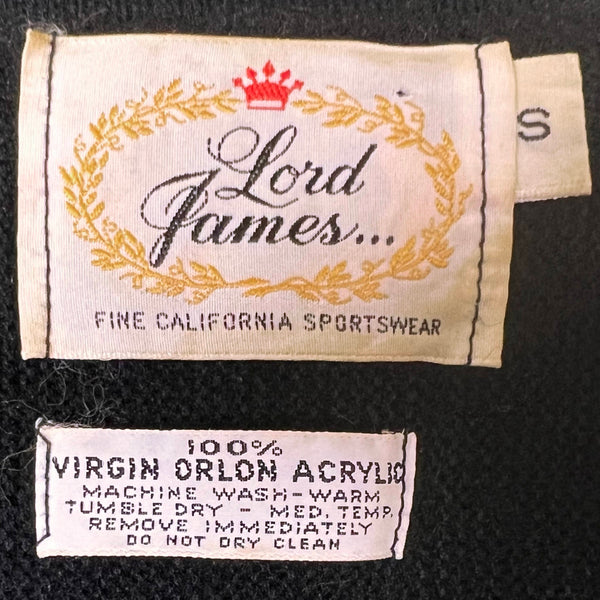 Lord
James...
FINE CALIFORNIA SPORTSWEAR
S
100%
VIRGIN ORLON ACRYLIC
MACHINE WASH-WARM
TUMBLE DRY - MED. TEMP.
REMOVE IMMEDIATELY
DO NOT DRY CLEAN